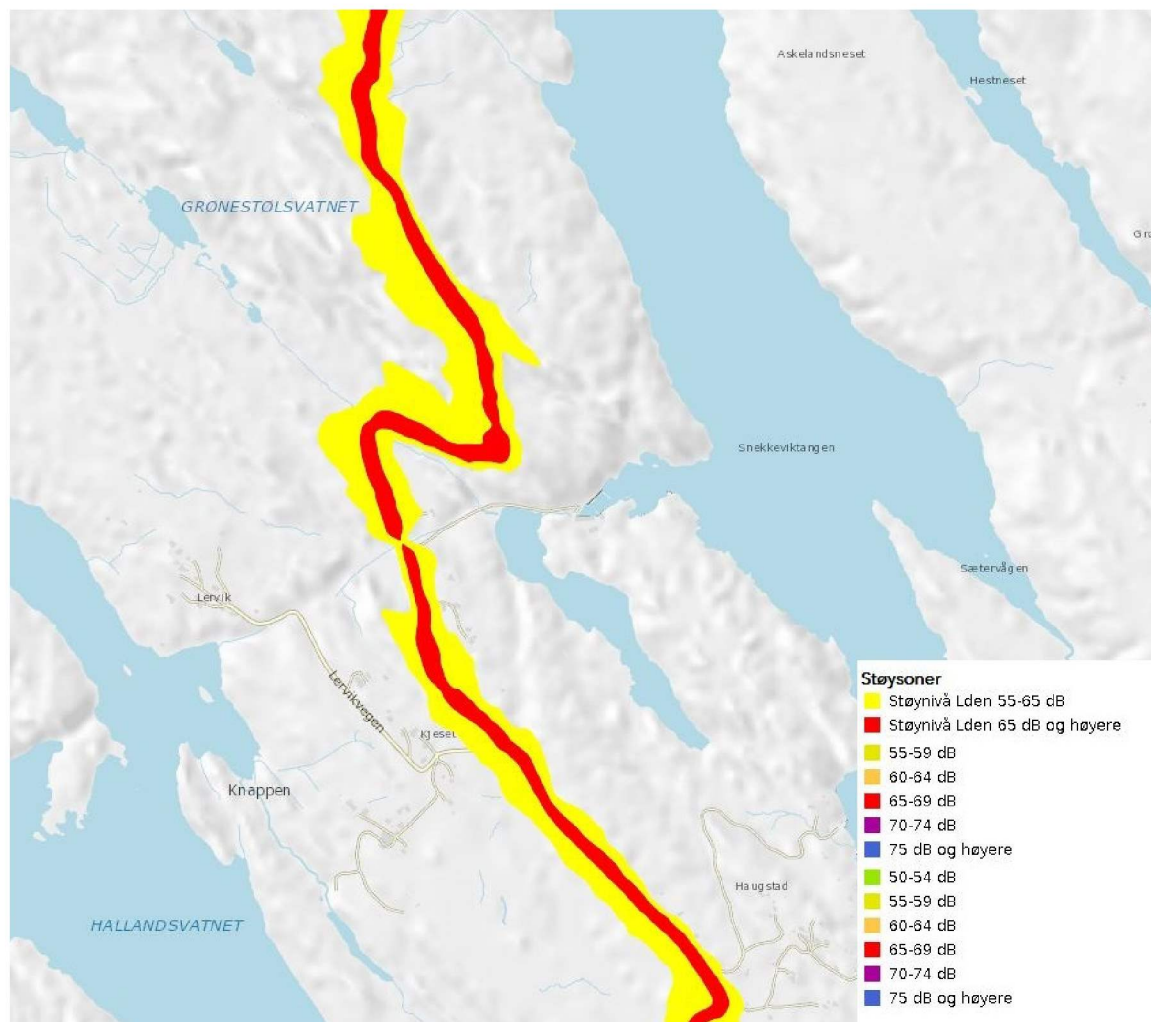 Askelandsneset
Hestneset
GRØNESTØLSVATNET
Gra
Snekkeviktangen
Sætervågen
Lervik
Lervikvegen
Kjeset
Knappen
Haugstad
HALLANDSVATNET
Støysoner
Støynivå Lden 55-65 dB
Støynivå Lden 65 dB og høyere
55-59 dB
60-64 dB
65-69 dB
70-74 dB
75 dB og høyere
50-54 dB
55-59 dB
60-64 dB
65-69 dB
70-74 dB
75 dB og høyere